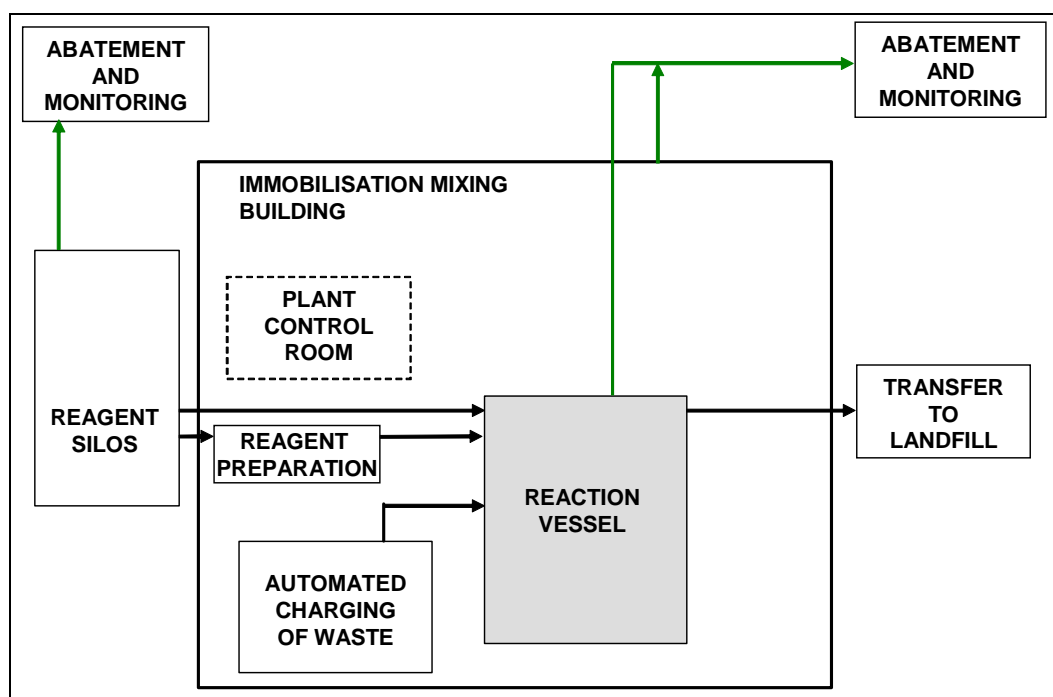 ABATEMENT
AND
MONITORING
ABATEMENT
AND
MONITORING
IMMOBILISATION MIXING
BUILDING
PLANT
CONTROL
ROOM
REAGENT
SILOS
REAGENT
PREPARATION
REACTION
VESSEL
TRANSFER
TO
LANDFILL
AUTOMATED
CHARGING
OF WASTE